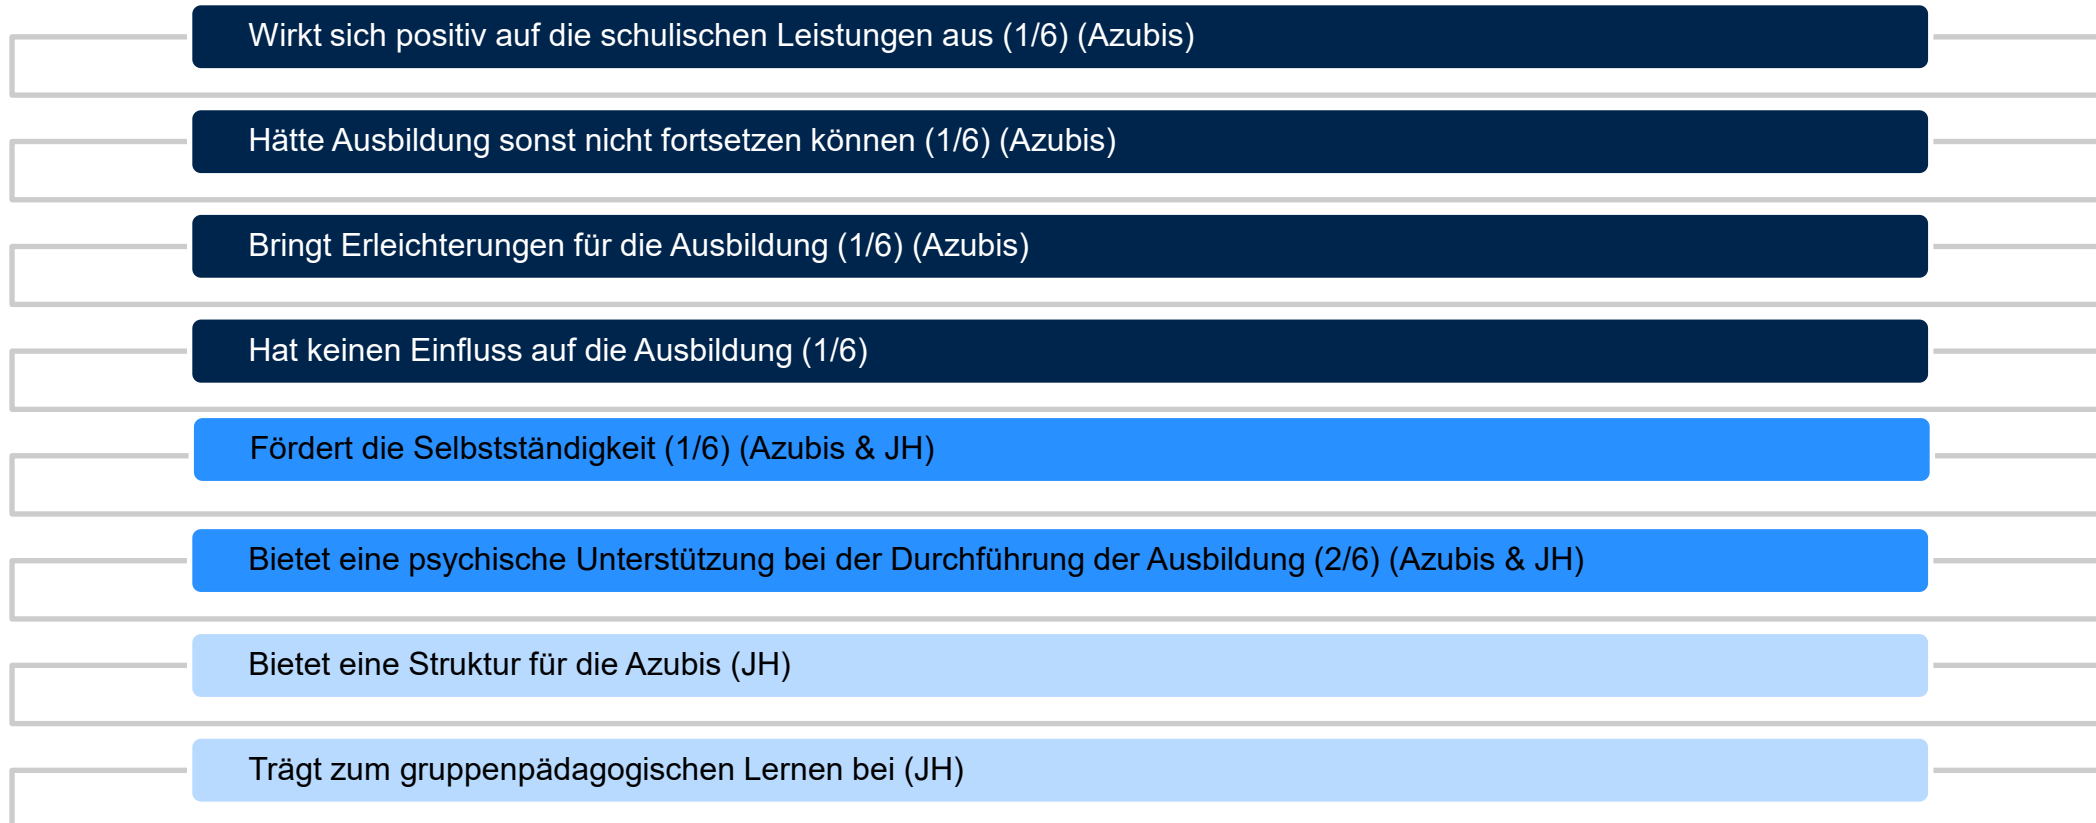 Wirkt sich positiv auf die schulischen Leistungen aus (1/6) (Azubis)
Hätte Ausbildung sonst nicht fortsetzen können (1/6) (Azubis)
Bringt Erleichterungen für die Ausbildung (1/6) (Azubis)
Hat keinen Einfluss auf die Ausbildung (1/6)
Fördert die Selbstständigkeit (1/6) (Azubis & JH)
Bietet eine psychische Unterstützung bei der Durchführung der Ausbildung (2/6) (Azubis & JH)
Bietet eine Struktur für die Azubis (JH)
Trägt zum gruppenpädagogischen Lernen bei (JH)